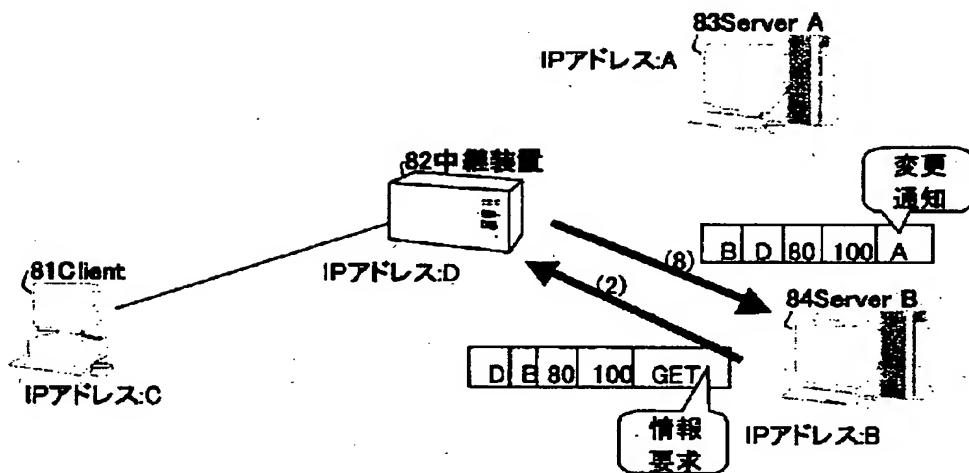 83Server A
IPアドレス:A
82中継装置
変更
通知
B D 80 100 A
(8)
81Client
IPアドレス:D
(2)
84Server B
D B 80 100 GET
IPアドレス:C
情報
要求
IPアドレス:B